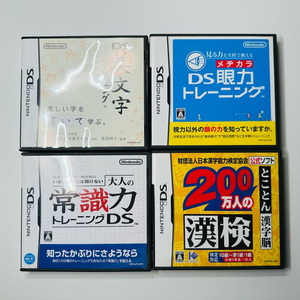 Nintendo
DS
文字
美しい字を
いて学ぶ。
NINTENDO DS
Nintendo
見る力を実践で鍛える
メヂカラ
DS眼力
トレーニング
視力以外の眼の力を知っていますか。
NINTENDO DS
Nintendo
大人の
常識力
トレーニングDS
知ったかぶりにさようなら
NINTENDO DS
財団法人日本漢字能力検定協会
公式ソフト
200
万人の
漢検
とことん
漢字脳
NINTENDO DS